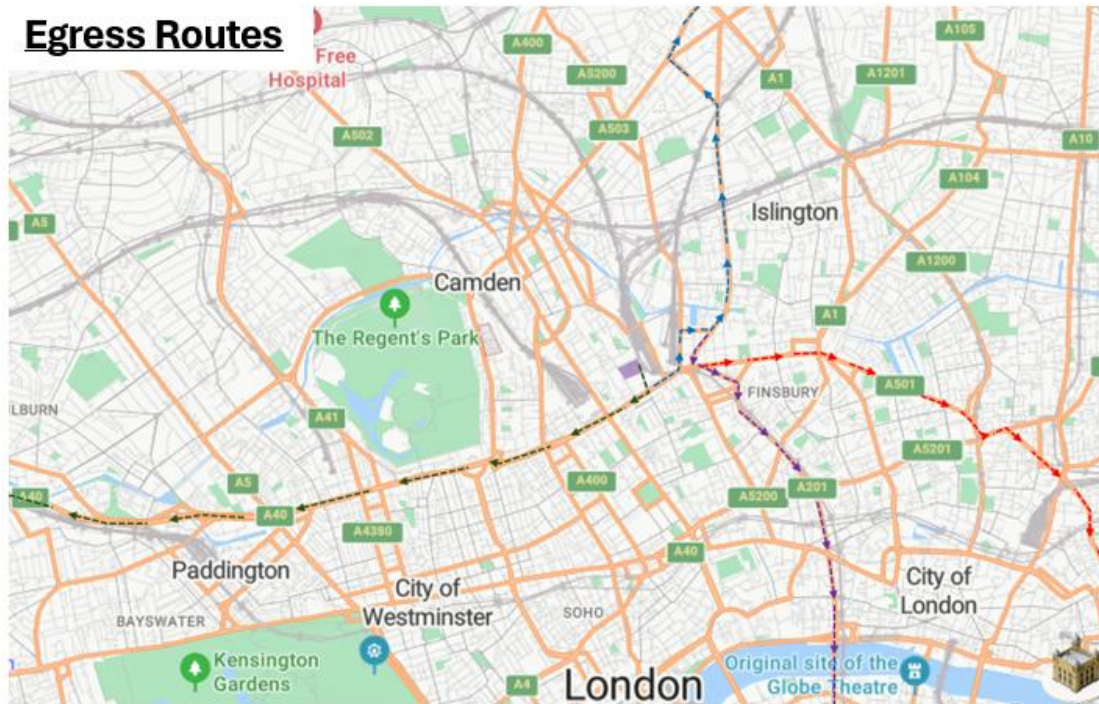 Egress Routes
Free
Hospital
A400
A5200
A105
A1
A1201
A502
A503
A10
A104
Islington
A5
A1200
Camden
The Regent's Park
A1
LBURN
FINSBURY
A501
A41
A5201
A5
A400
A40
A40
A5200
A201
A4380
A40
Paddington
City of
Westminster
City of
London
BAYSWATER
SOHO
Kensington
Gardens
A4
London
Original site of the
Globe Theatre